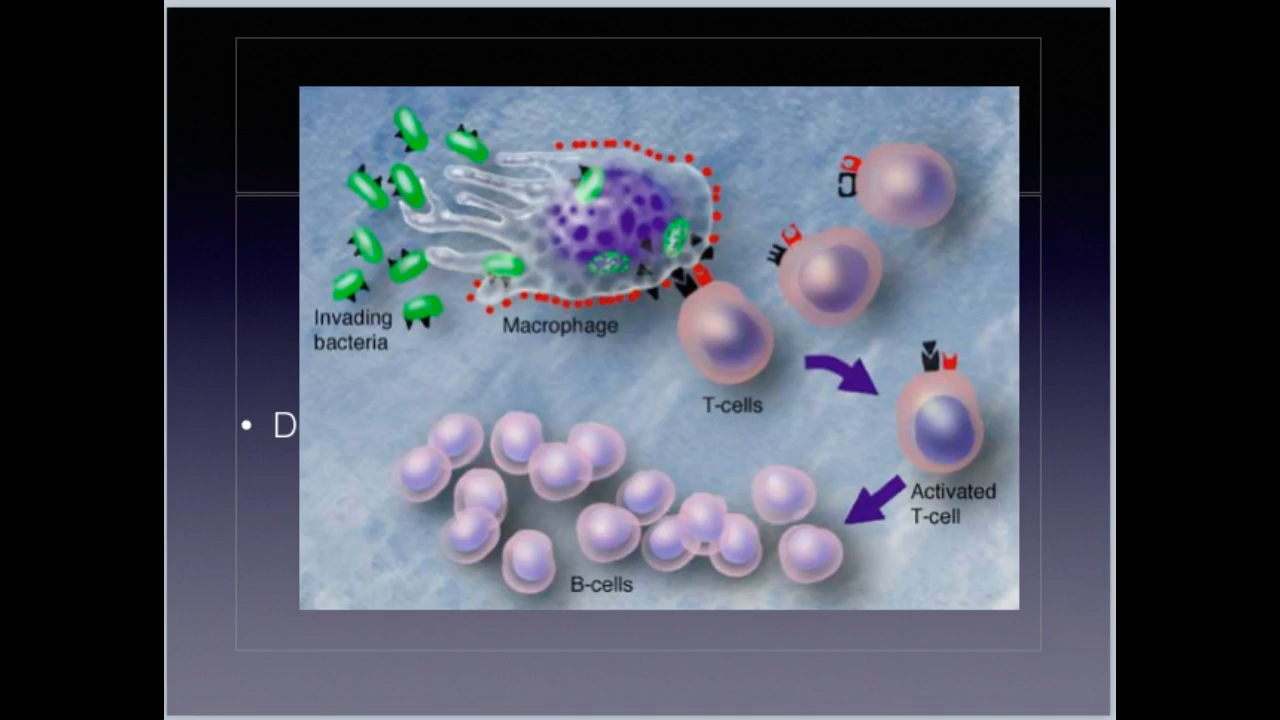 Invading
bacteria
Macrophage
T-cells
• D
Activated
T-cell
B-cells